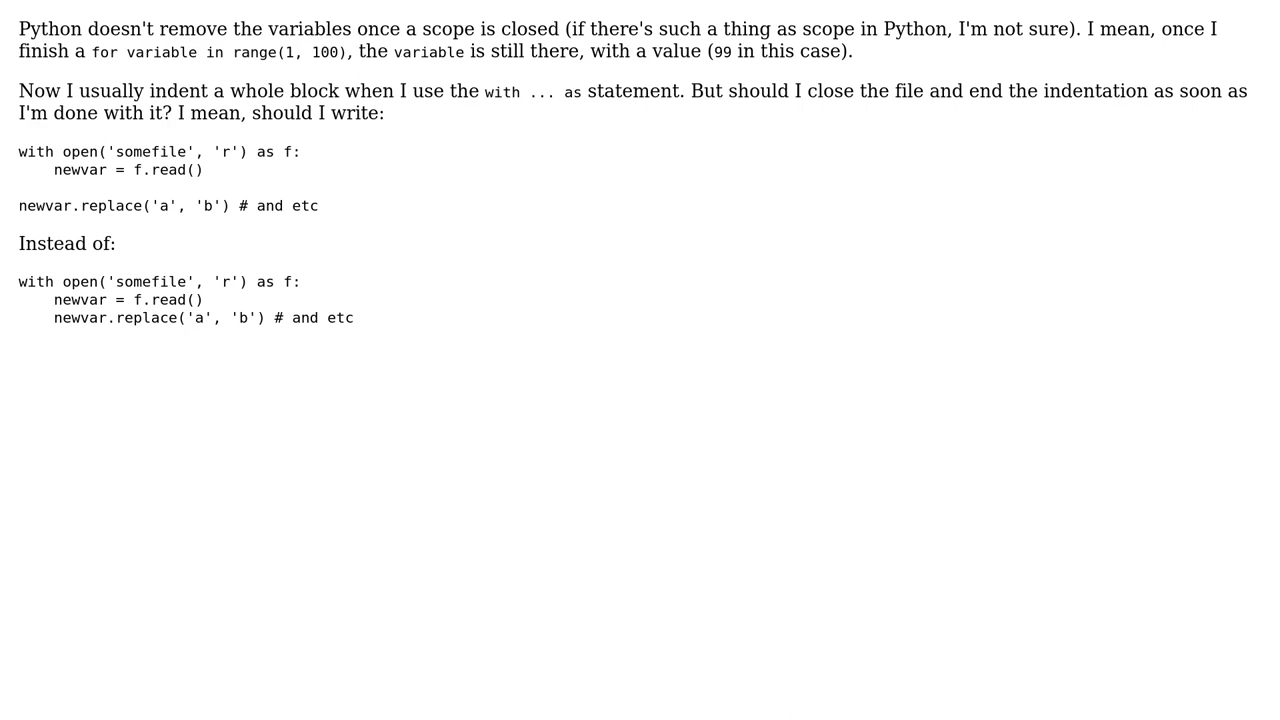 Python doesn't remove the variables once a scope is closed (if there's such a thing as scope in Python, I'm not sure). I mean, once I
finish a for variable in range(1, 100), the variable is still there, with a value (99 in this case).
Now I usually indent a whole block when I use the with ... as statement. But should I close the file and end the indentation as soon as
I'm done with it? I mean, should I write:
with open('somefile', 'r') as f:
    newvar = f.read()
newvar.replace('a', 'b') # and etc
Instead of:
with open('somefile', 'r') as f:
    newvar = f.read()
    newvar.replace('a', 'b') # and etc